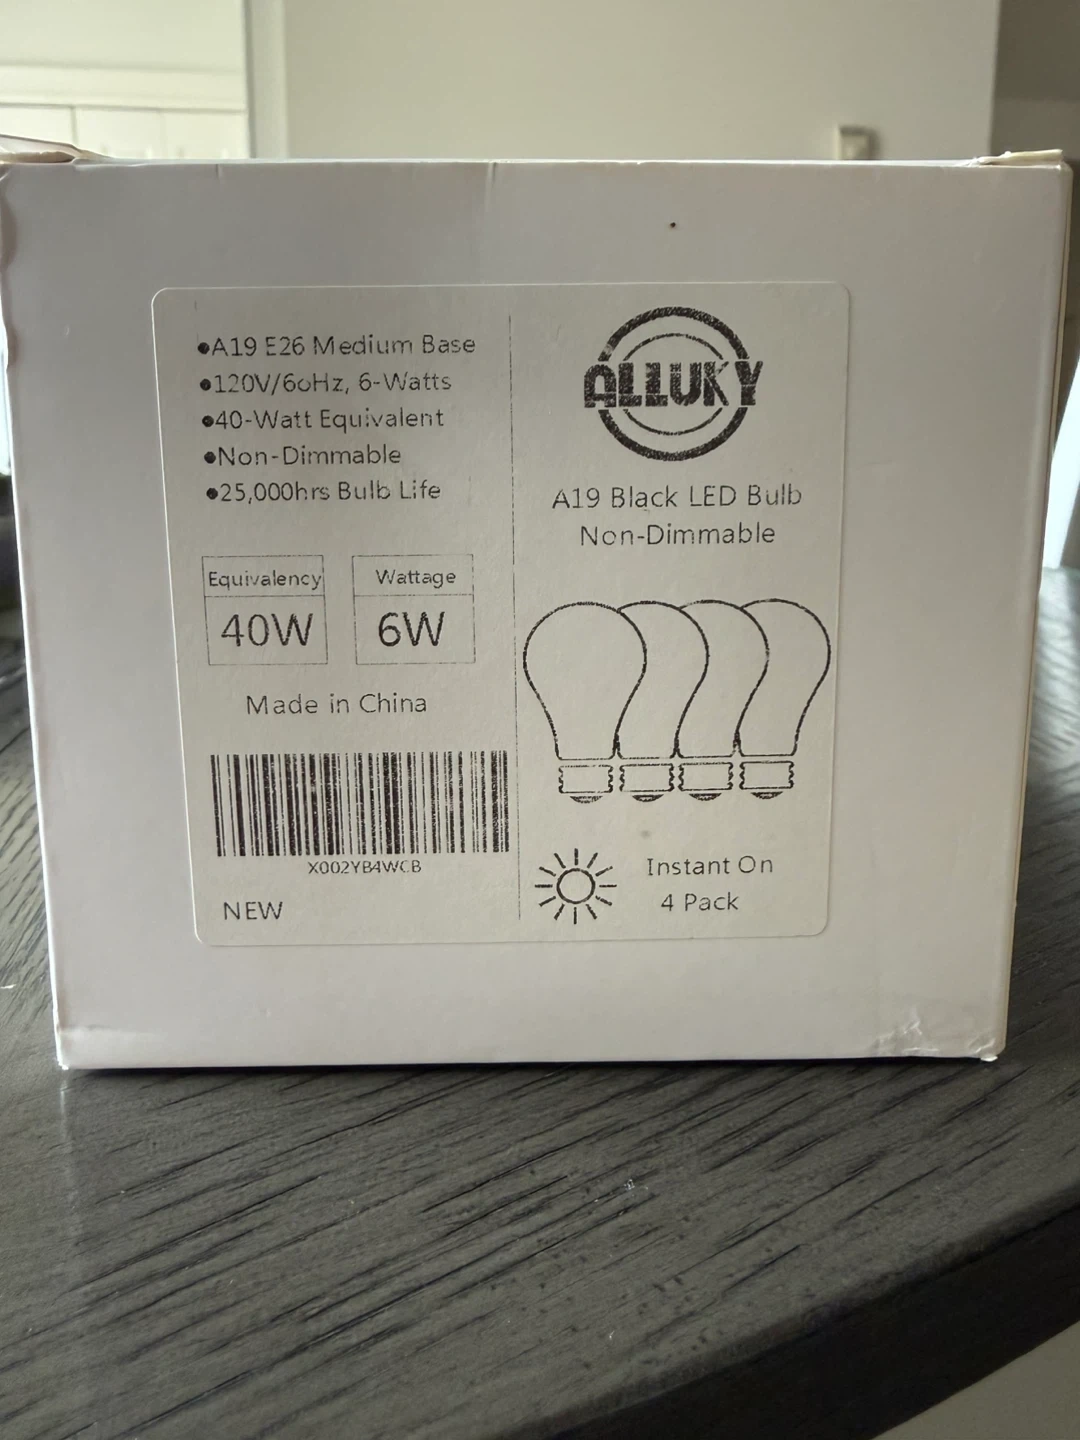 ●A19 E26 Medium Base
●120V/60Hz, 6-Watts
●40-Watt Equivalent
●Non-Dimmable
●25,000hrs Bulb Life
Equivalency
40W
Wattage
6W
Made in China
X002YB4WCB
NEW
ALLUKY
A19 Black LED Bulb
Non-Dimmable
Instant On
4 Pack